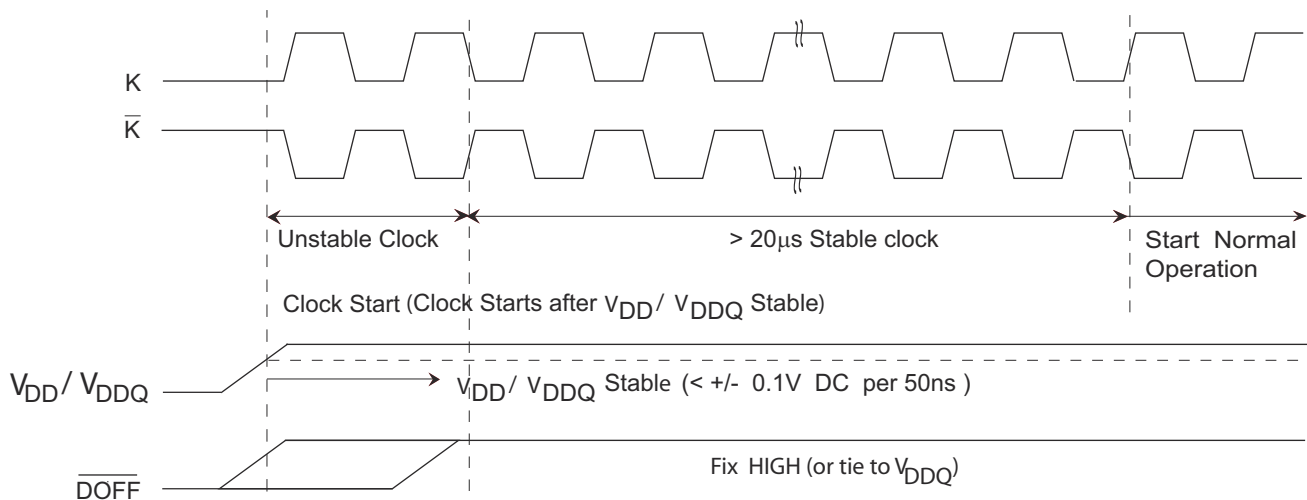 K
K̅
Unstable Clock
> 20μs Stable clock
Start Normal
Operation
Clock Start (Clock Starts after VDD/ VDDQ Stable)
VDD/ VDDQ
VDD/ VDDQ Stable (< +/- 0.1V DC per 50ns )
DOFF
Fix HIGH (or tie to VDDQ)